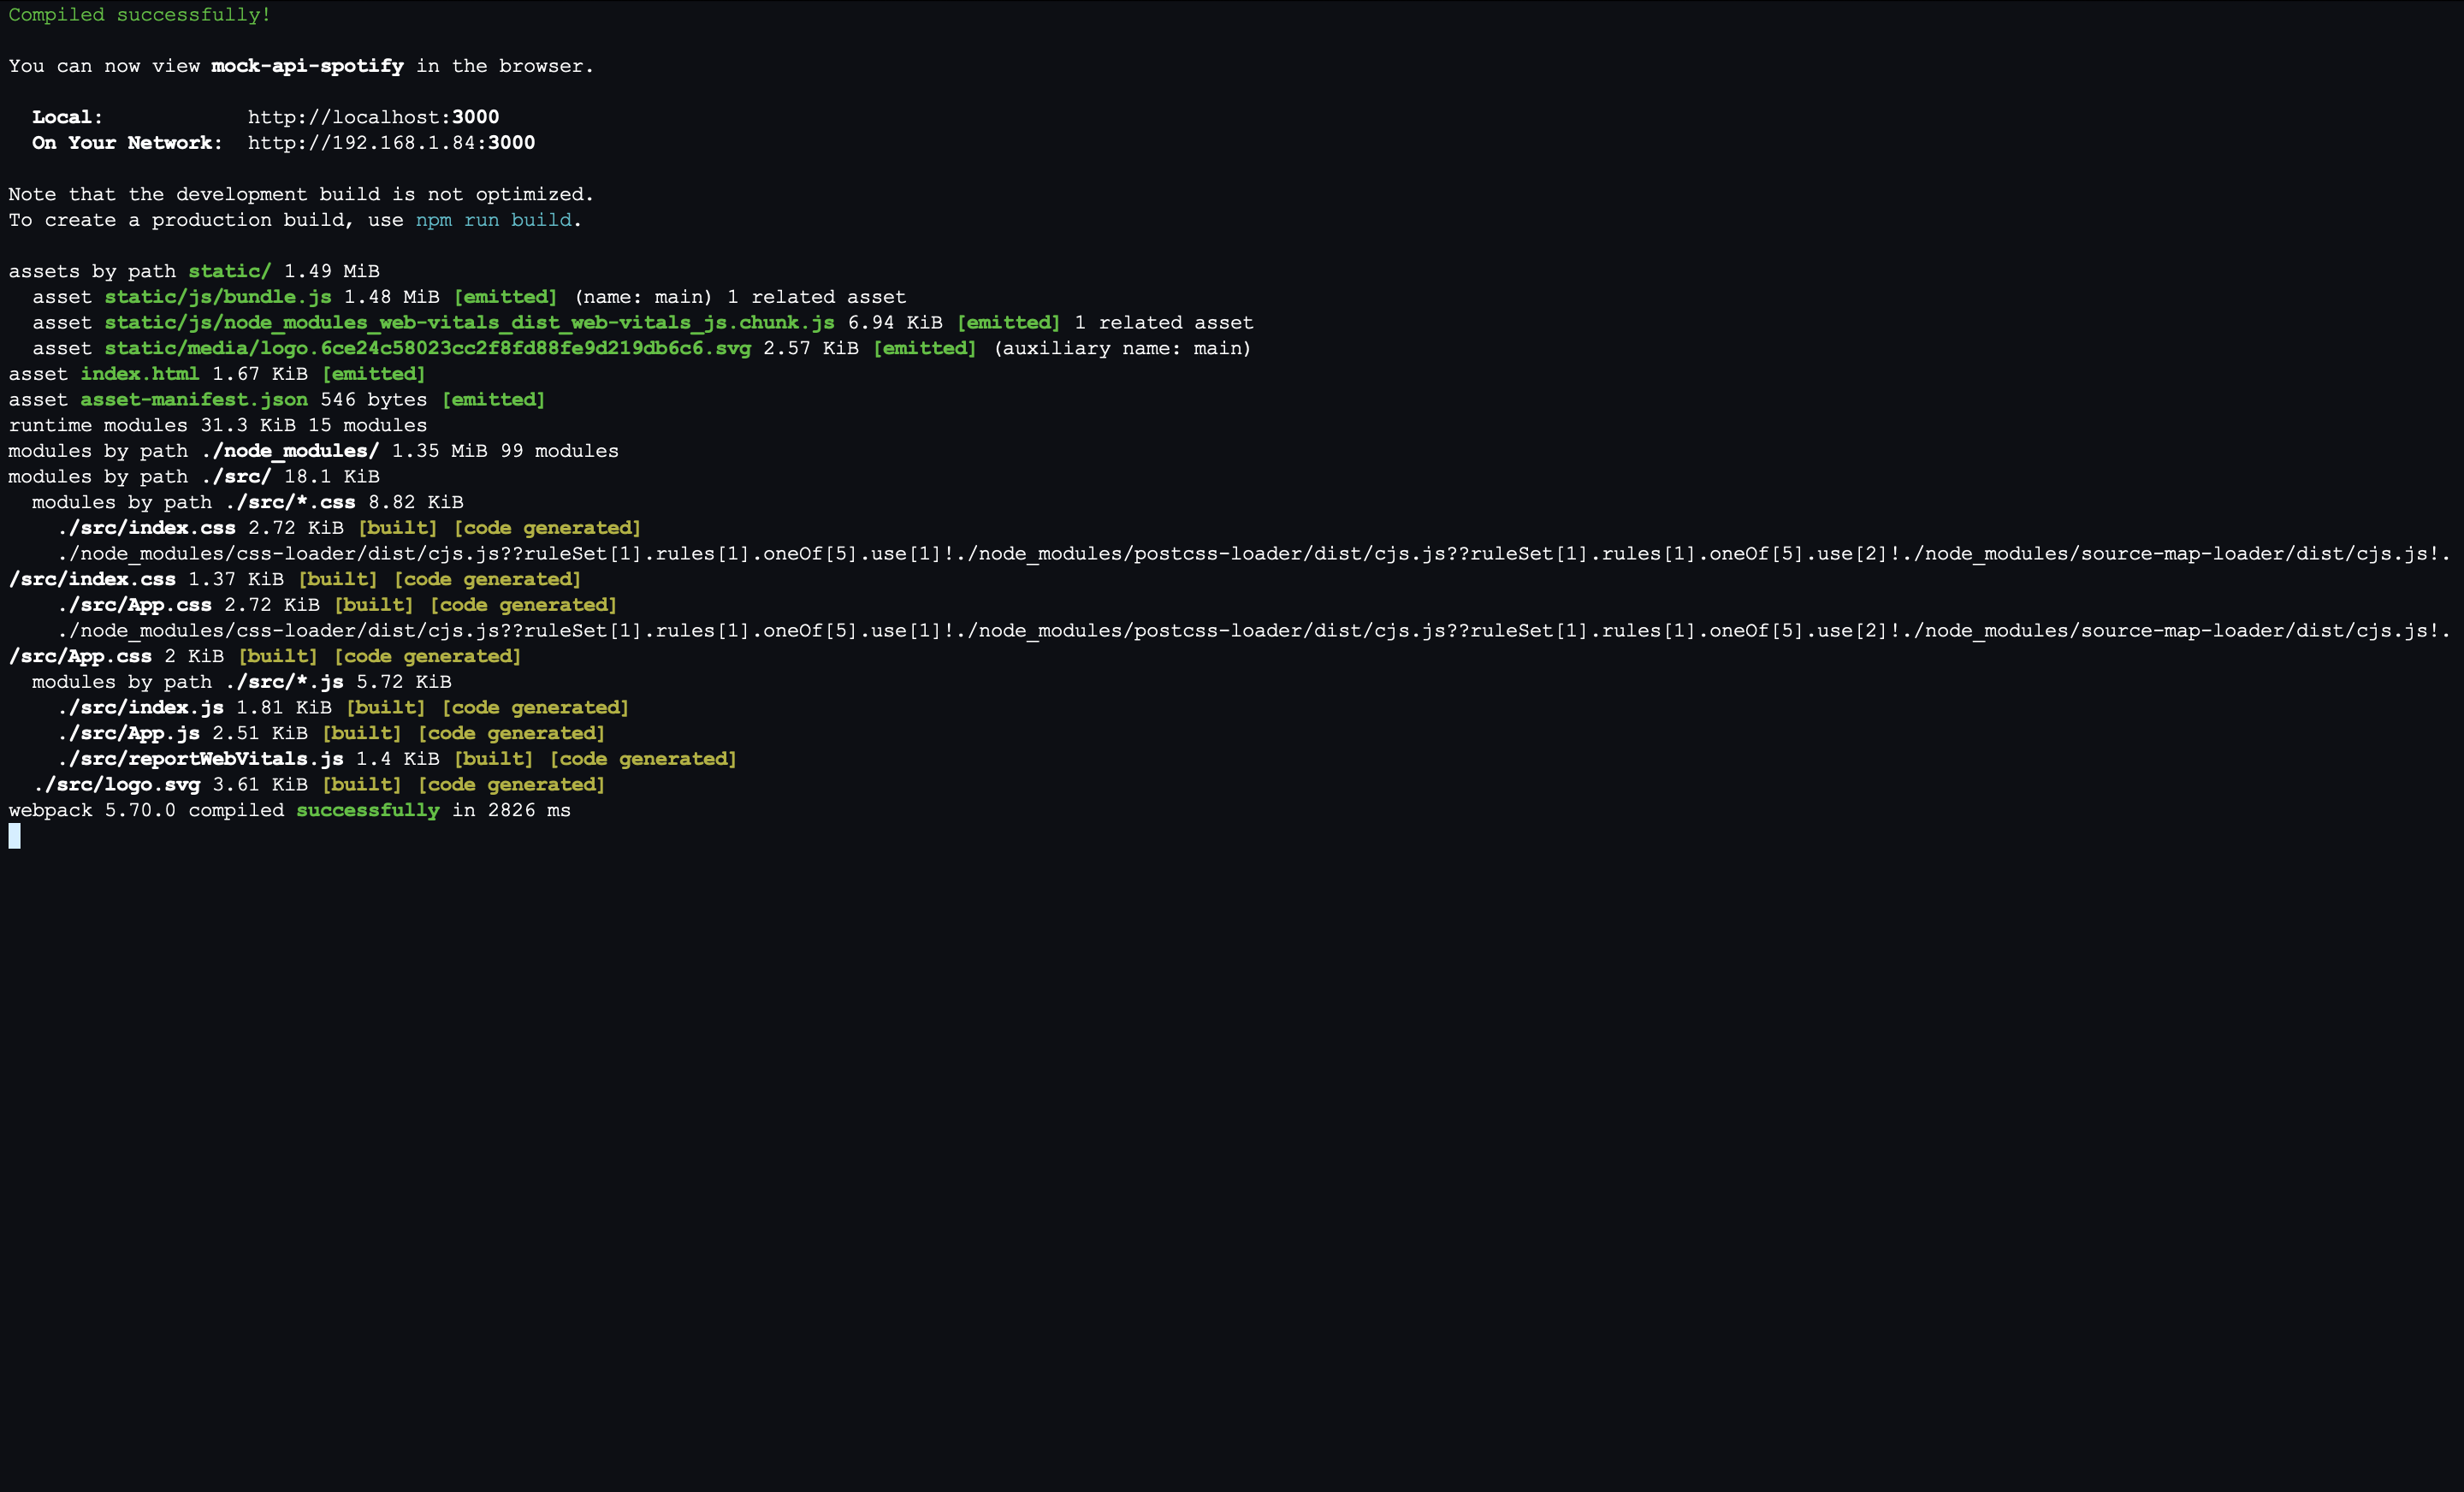 Compiled successfully!
You can now view mock-api-spotify in the browser.
Local: http://localhost:3000
On Your Network: http://192.168.1.84:3000
Note that the development build is not optimized.
To create a production build, use npm run build.
assets by path static/ 1.49 MiB
asset static/js/bundle.js 1.48 MiB [emitted] (name: main) 1 related asset
asset static/js/node_modules_web-vitals_dist_web-vitals_js.chunk.js 6.94 KiB [emitted] 1 related asset
asset static/media/logo.6ce24c58023cc2f8fd88fe9d219db6c6.svg 2.57 KiB [emitted] (auxiliary name: main)
asset index.html 1.67 KiB [emitted]
asset asset-manifest.json 546 bytes [emitted]
runtime modules 31.3 KiB 15 modules
modules by path ./node_modules/ 1.35 MiB 99 modules
modules by path ./src/ 18.1 KiB
modules by path ./src/*.css 8.82 KiB
./src/index.css 2.72 KiB [built] [code generated]
./node_modules/css-loader/dist/cjs.js??ruleSet[1].rules[1].oneOf[5].use[1]!./node_modules/postcss-loader/dist/cjs.js??ruleSet[1].rules[1].oneOf[5].use[2]!./node_modules/source-map-loader/dist/cjs.js!.
/src/index.css 1.37 KiB [built] [code generated]
./src/App.css 2.72 KiB [built] [code generated]
./node_modules/css-loader/dist/cjs.js??ruleSet[1].rules[1].oneOf[5].use[1]!./node_modules/postcss-loader/dist/cjs.js??ruleSet[1].rules[1].oneOf[5].use[2]!./node_modules/source-map-loader/dist/cjs.js!.
/src/App.css 2 KiB [built] [code generated]
modules by path ./src/*.js 5.72 KiB
./src/index.js 1.81 KiB [built] [code generated]
./src/App.js 2.51 KiB [built] [code generated]
./src/reportWebVitals.js 1.4 KiB [built] [code generated]
./src/logo.svg 3.61 KiB [built] [code generated]
webpack 5.70.0 compiled successfully in 2826 ms